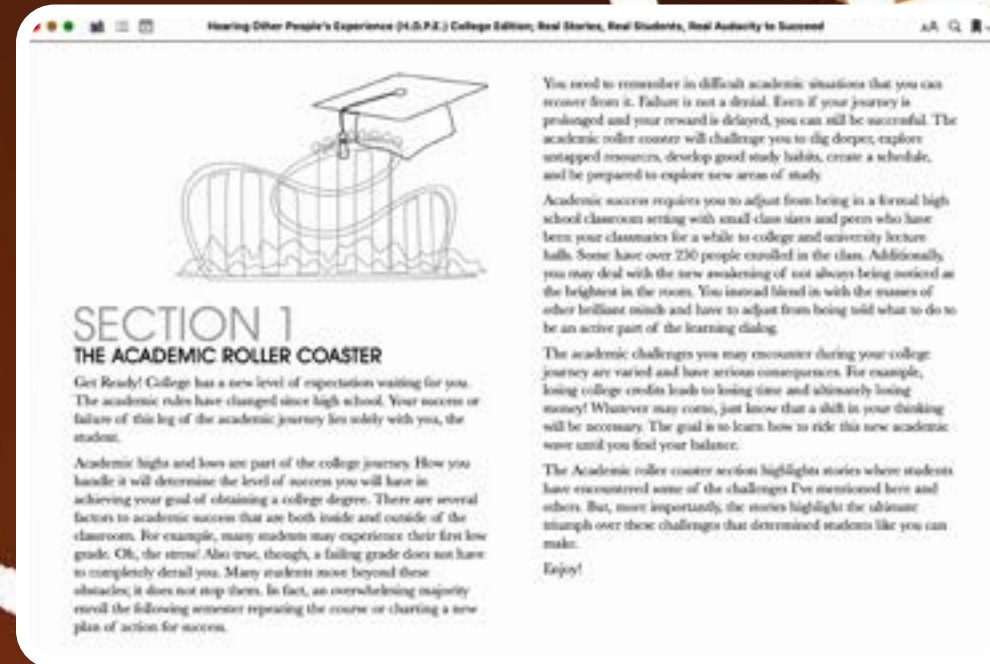 Hearing Other People's Experience (H.O.P.E.) College Edition; Real Stories, Real Students, Real Audacity to Succeed
SECTION 1
THE ACADEMIC ROLLER COASTER
Get Ready! College has a new level of expectation waiting for you.
The academic rules have changed since high school. Your success or
failure of this leg of the academic journey lies solely with you, the
student.
Academic highs and lows are part of the college journey. How you
handle it will determine the level of success you will have in
achieving your goal of obtaining a college degree. There are several
factors to academic success that are both inside and outside of the
classroom. For example, many students may experience their first low
grade. Oh, the stress! Also true, though, a failing grade does not have
to completely derail you. Many students move beyond these
obstacles; it does not stop them. In fact, an overwhelming majority
enroll the following semester repeating the course or charting a new
plan of action for success.
You need to remember in difficult academic situations that you can
recover from it. Failure is not a denial. Even if your journey is
prolonged and your reward is delayed, you can still be successful. The
academic roller coaster will challenge you to dig deeper, explore
untapped resources, develop good study habits, create a schedule,
and be prepared to explore new areas of study.
Academic success requires you to adjust from being in a formal high
school classroom setting with small class sizes and peers who have
been your classmates for a while to college and university lecture
halls. Some have over 250 people enrolled in the class. Additionally,
you may deal with the new awakening of not always being noticed as
the brightest in the room. You instead blend in with the masses of
other brilliant minds and have to adjust from being told what to do to
be an active part of the learning dialog.
The academic challenges you may encounter during your college
journey are varied and have serious consequences. For example,
losing college credits leads to losing time and ultimately losing
money! Whatever may come, just know that a shift in your thinking
will be necessary. The goal is to learn how to ride this new academic
wave until you find your balance.
The Academic roller coaster section highlights stories where students
have encountered some of the challenges I've mentioned here and
others. But, more importantly, the stories highlight the ultimate
triumph over these challenges that determined students like you can
make.
Enjoy!